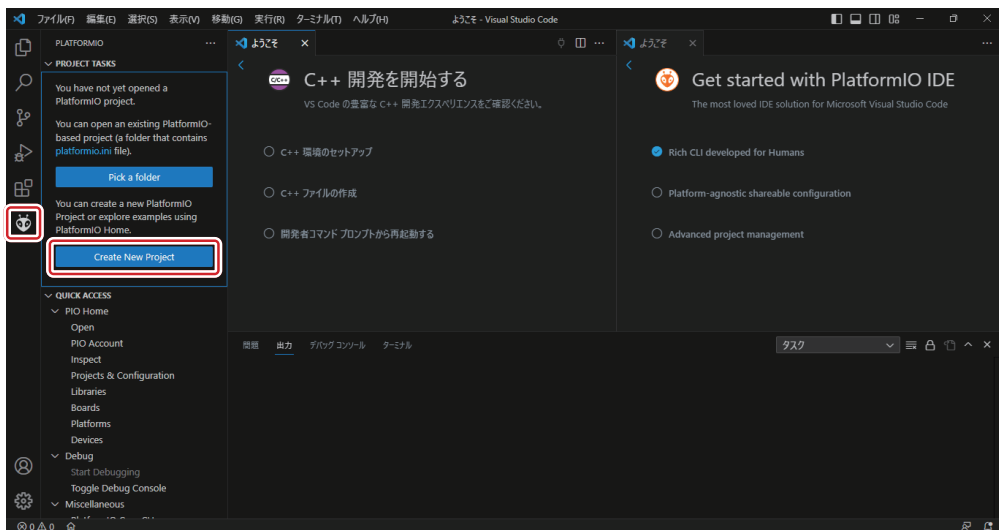 ファイル(F) 編集(E) 選択(S) 表示(V) 移動(G) 実行(R) ターミナル(T) ヘルプ(H) ようこそ - Visual Studio Code
PLATFORMIO
PROJECT TASKS
You have not yet opened a
PlatformIO project.
You can open an existing PlatformIO-
based project (a folder that contains
platformio.ini file).
Pick a folder
You can create a new PlatformIO
Project or explore examples using
PlatformIO Home.
Create New Project
QUICK ACCESS
PIO Home
Open
PIO Account
Inspect
Projects & Configuration
Libraries
Boards
Platforms
Devices
Debug
Start Debugging
Toggle Debug Console
Miscellaneous
ようこそ
C/C++
C++ 開発を開始する
VS Code の豊富な C++ 開発エクスペリエンスをご確認ください。
C++ 環境のセットアップ
C++ ファイルの作成
開発者コマンド プロンプトから再起動する
ようこそ
Get started with PlatformIO IDE
The most loved IDE solution for Microsoft Visual Studio Code
Rich CLI developed for Humans
Platform-agnostic shareable configuration
Advanced project management
問題 出力 デバッグ コンソール ターミナル
タスク
0 0